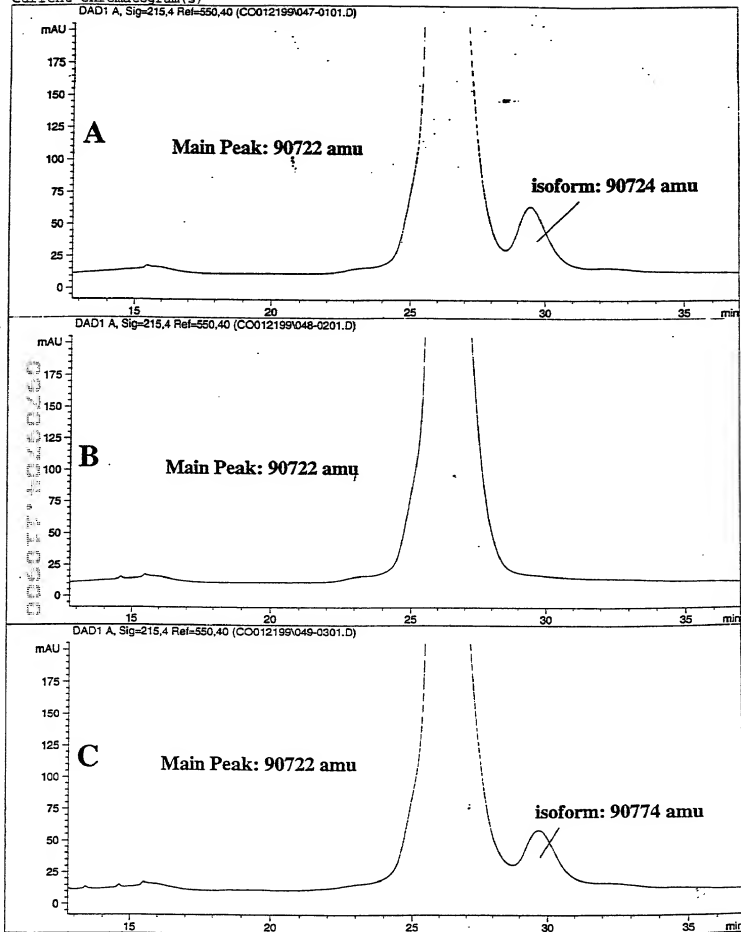 Current Chromatogram(s)
DAD1 A, Sig=215,4 Ref=550,40 (CO012199\047-0101.D)
mAU
175
150
125
100
75
50
25
0
A
Main Peak: 90722 amu
isoform: 90724 amu
15 20 25 30 35 min
DAD1 A, Sig=215,4 Ref=550,40 (CO012199\048-0201.D)
mAU
175
150
125
100
75
50
25
0
B
Main Peak: 90722 amu
15 20 25 30 35 min
DAD1 A, Sig=215,4 Ref=550,40 (CO012199\049-0301.D)
mAU
175
150
125
100
75
50
25
0
C
Main Peak: 90722 amu
isoform: 90774 amu
15 20 25 30 35 min